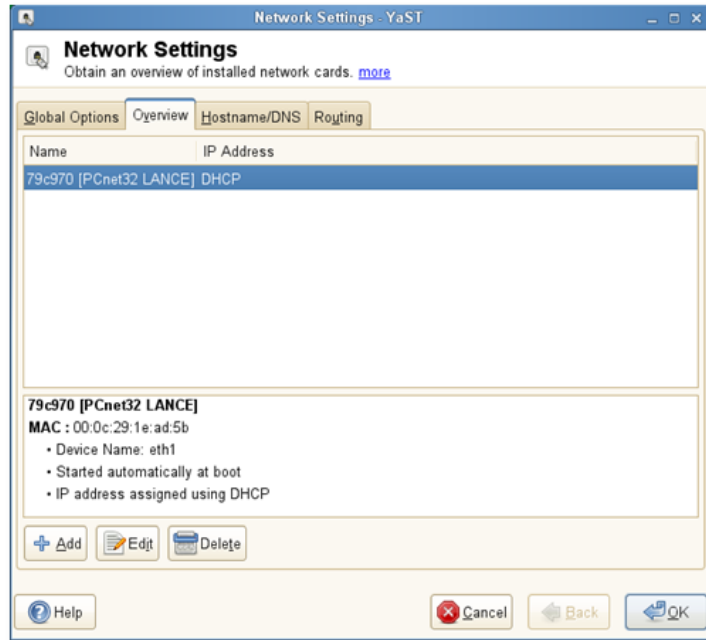 Network Settings - YaST
Network Settings
Obtain an overview of installed network cards. more
Global Options Overview Hostname/DNS Routing
Name IP Address
79c970 [PCnet32 LANCE] DHCP
79c970 [PCnet32 LANCE]
MAC : 00:0c:29:1e:ad:5b
• Device Name: eth1
• Started automatically at boot
• IP address assigned using DHCP
Add Edit Delete
Help Cancel Back OK